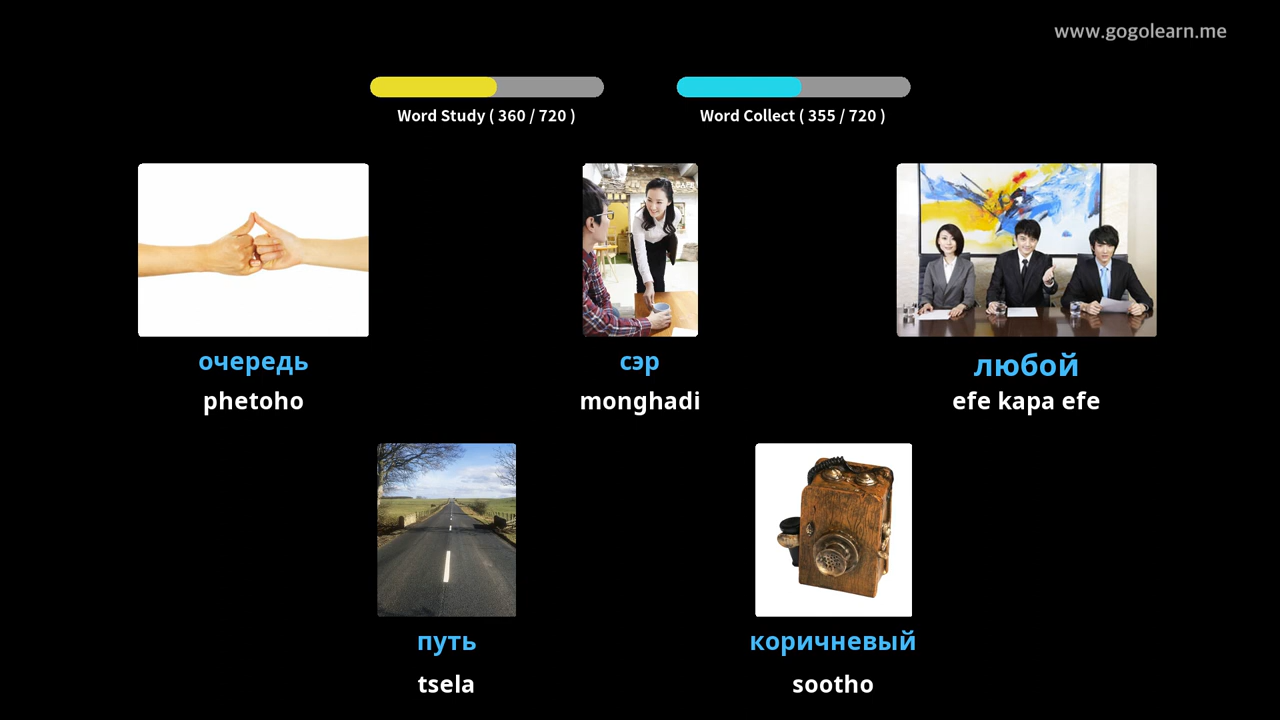 www.gogolearn.me
Word Study ( 360 / 720 )
Word Collect ( 355 / 720 )
очередь
phetoho
сэр
monghadi
любой
efe kapa efe
путь
tsela
коричневый
sootho